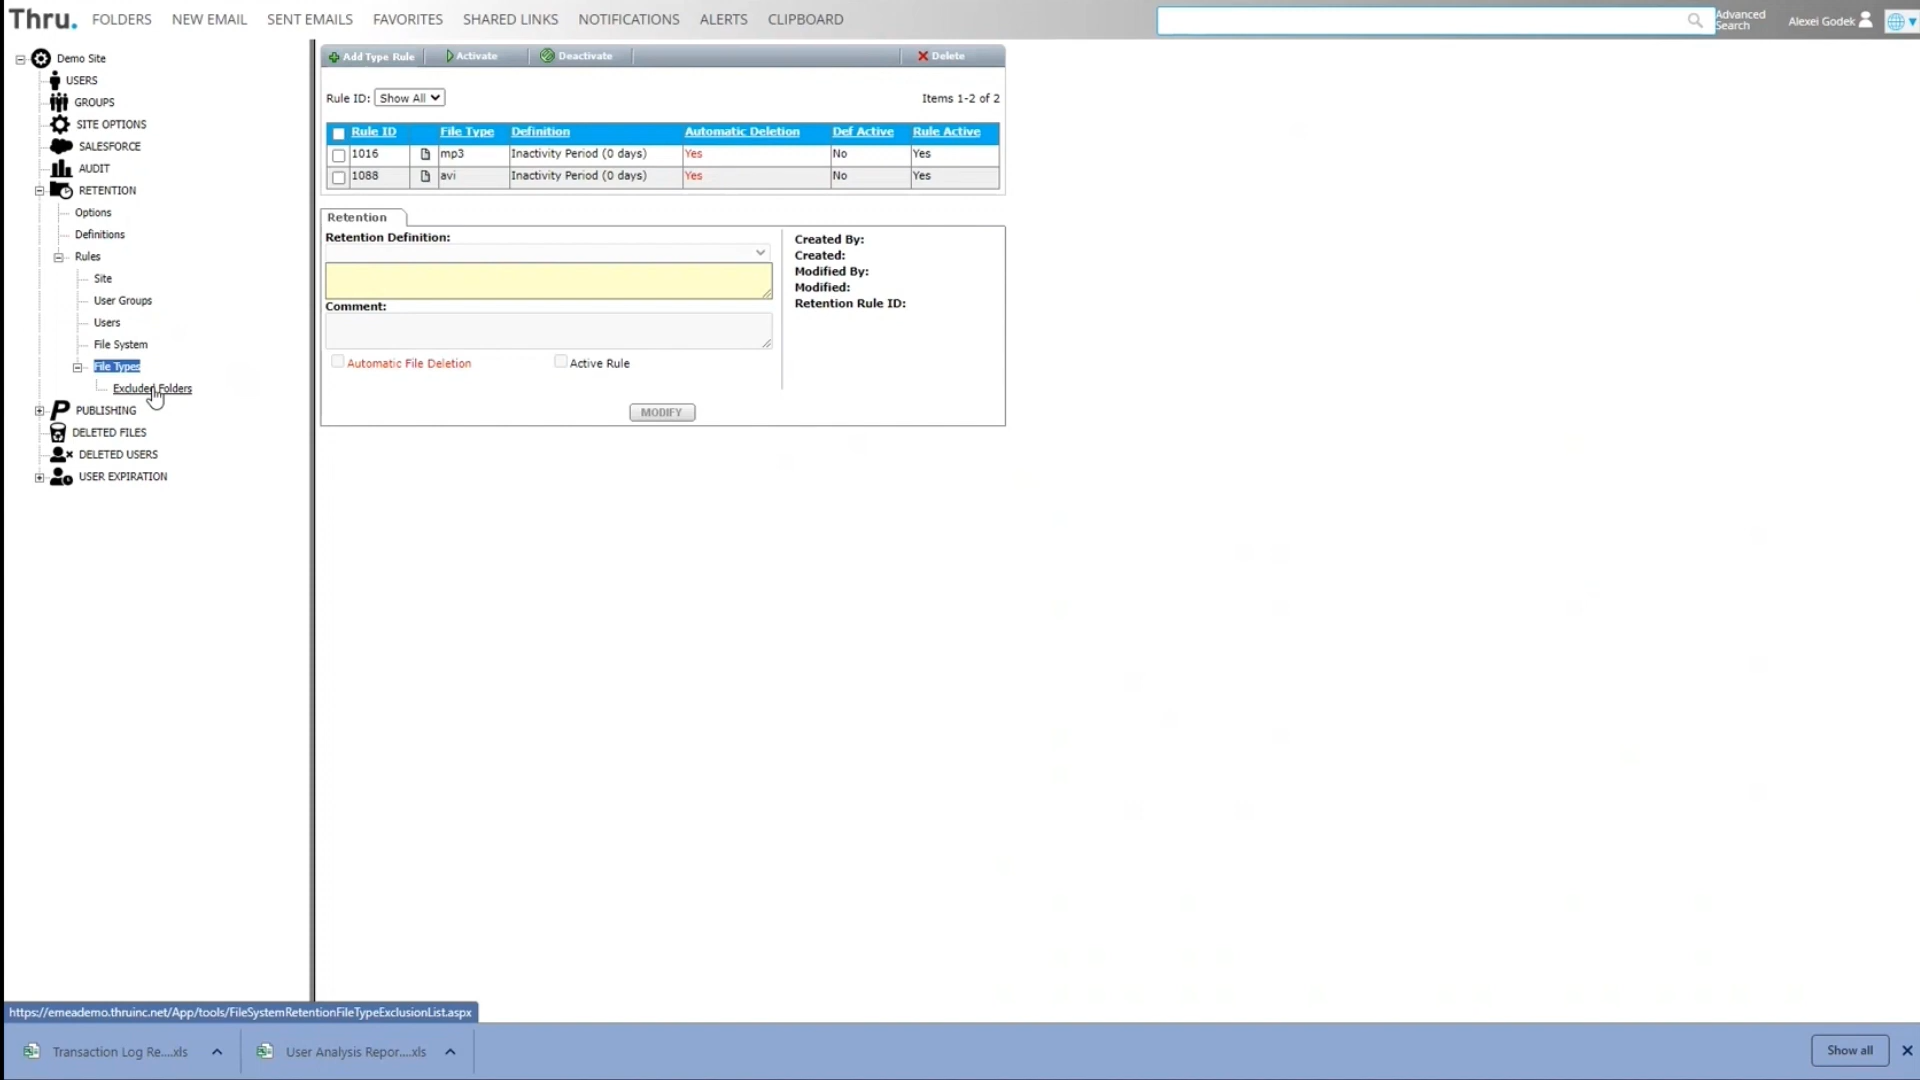 Thru. FOLDERS NEW EMAIL SENT EMAILS FAVORITES SHARED LINKS NOTIFICATIONS ALERTS CLIPBOARD Advanced Search Alexei Godek
Demo Site
USERS
GROUPS
SITE OPTIONS
SALESFORCE
AUDIT
RETENTION
Options
Definitions
Rules
Site
User Groups
Users
File System
File Types
Excluded Folders
PUBLISHING
DELETED FILES
DELETED USERS
USER EXPIRATION
Add Type Rule Activate Deactivate Delete
Rule ID: Show All Items 1-2 of 2
Rule ID File Type Definition Automatic Deletion Def Active Rule Active
1016 mp3 Inactivity Period (0 days) Yes No Yes
1088 avi Inactivity Period (0 days) Yes No Yes
Retention
Retention Definition:
Comment:
Automatic File Deletion Active Rule
Created By:
Created:
Modified By:
Modified:
Retention Rule ID:
MODIFY
https://emeademo.thruinc.net/App/tools/FileSystemRetentionFileTypeExclusionList.aspx
Transaction Log Re....xls User Analysis Repor....xls Show all